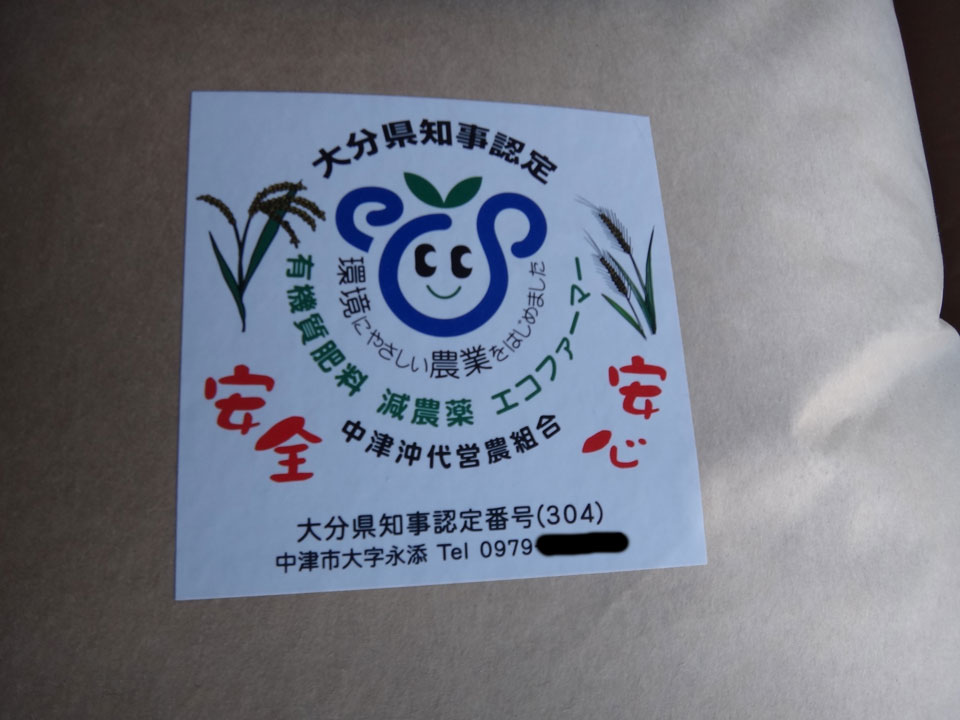 大分県知事認定
環境にやさしい農業をはじめました
有機質肥料 減農薬 エコファーマー
安全
安心
中津沖代営農組合
大分県知事認定番号(304)
中津市大字永添 Tel 0979